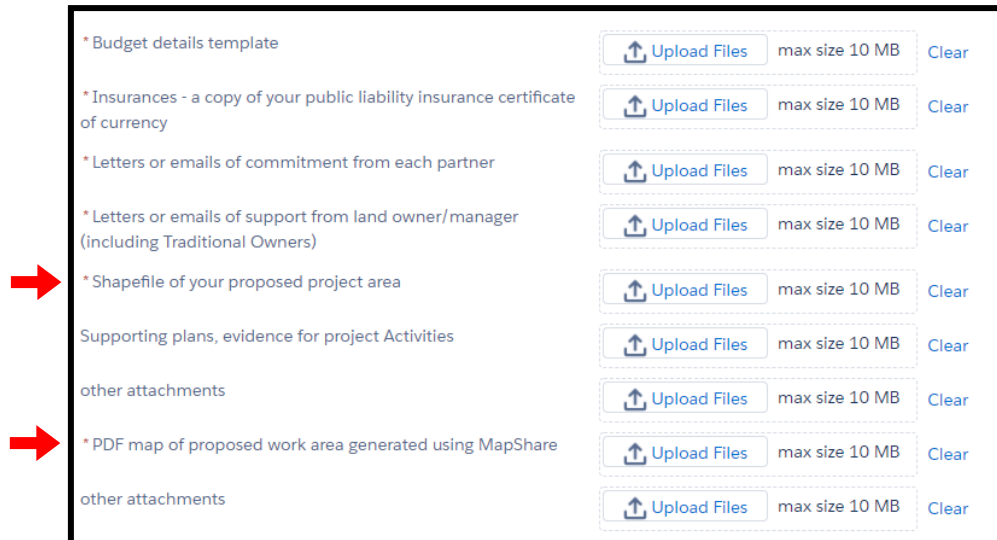 *Budget details template
Upload Files max size 10 MB Clear
*Insurances - a copy of your public liability insurance certificate
of currency
Upload Files max size 10 MB Clear
*Letters or emails of commitment from each partner
Upload Files max size 10 MB Clear
*Letters or emails of support from land owner/manager
(including Traditional Owners)
Upload Files max size 10 MB Clear
*Shapefile of your proposed project area
Upload Files max size 10 MB Clear
Supporting plans, evidence for project Activities
Upload Files max size 10 MB Clear
other attachments
Upload Files max size 10 MB Clear
*PDF map of proposed work area generated using MapShare
Upload Files max size 10 MB Clear
other attachments
Upload Files max size 10 MB Clear